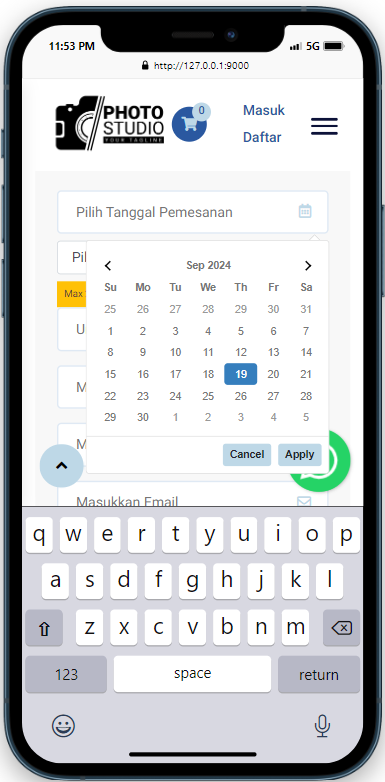 11:53 PM
5G
http://127.0.0.1:9000
PHOTO
STUDIO
YOUR TAGLINE
0
Masuk
Daftar
Pilih Tanggal Pemesanan
Pil
Max
U
M
M
Sep 2024
Su Mo Tu We Th Fr Sa
25 26 27 28 29 30 31
1 2 3 4 5 6 7
8 9 10 11 12 13 14
15 16 17 18 19 20 21
22 23 24 25 26 27 28
29 30 1 2 3 4 5
Cancel Apply
Masukkan Email
q w e r t y u i o p
a s d f g h j k l
z x c v b n m
123 space return